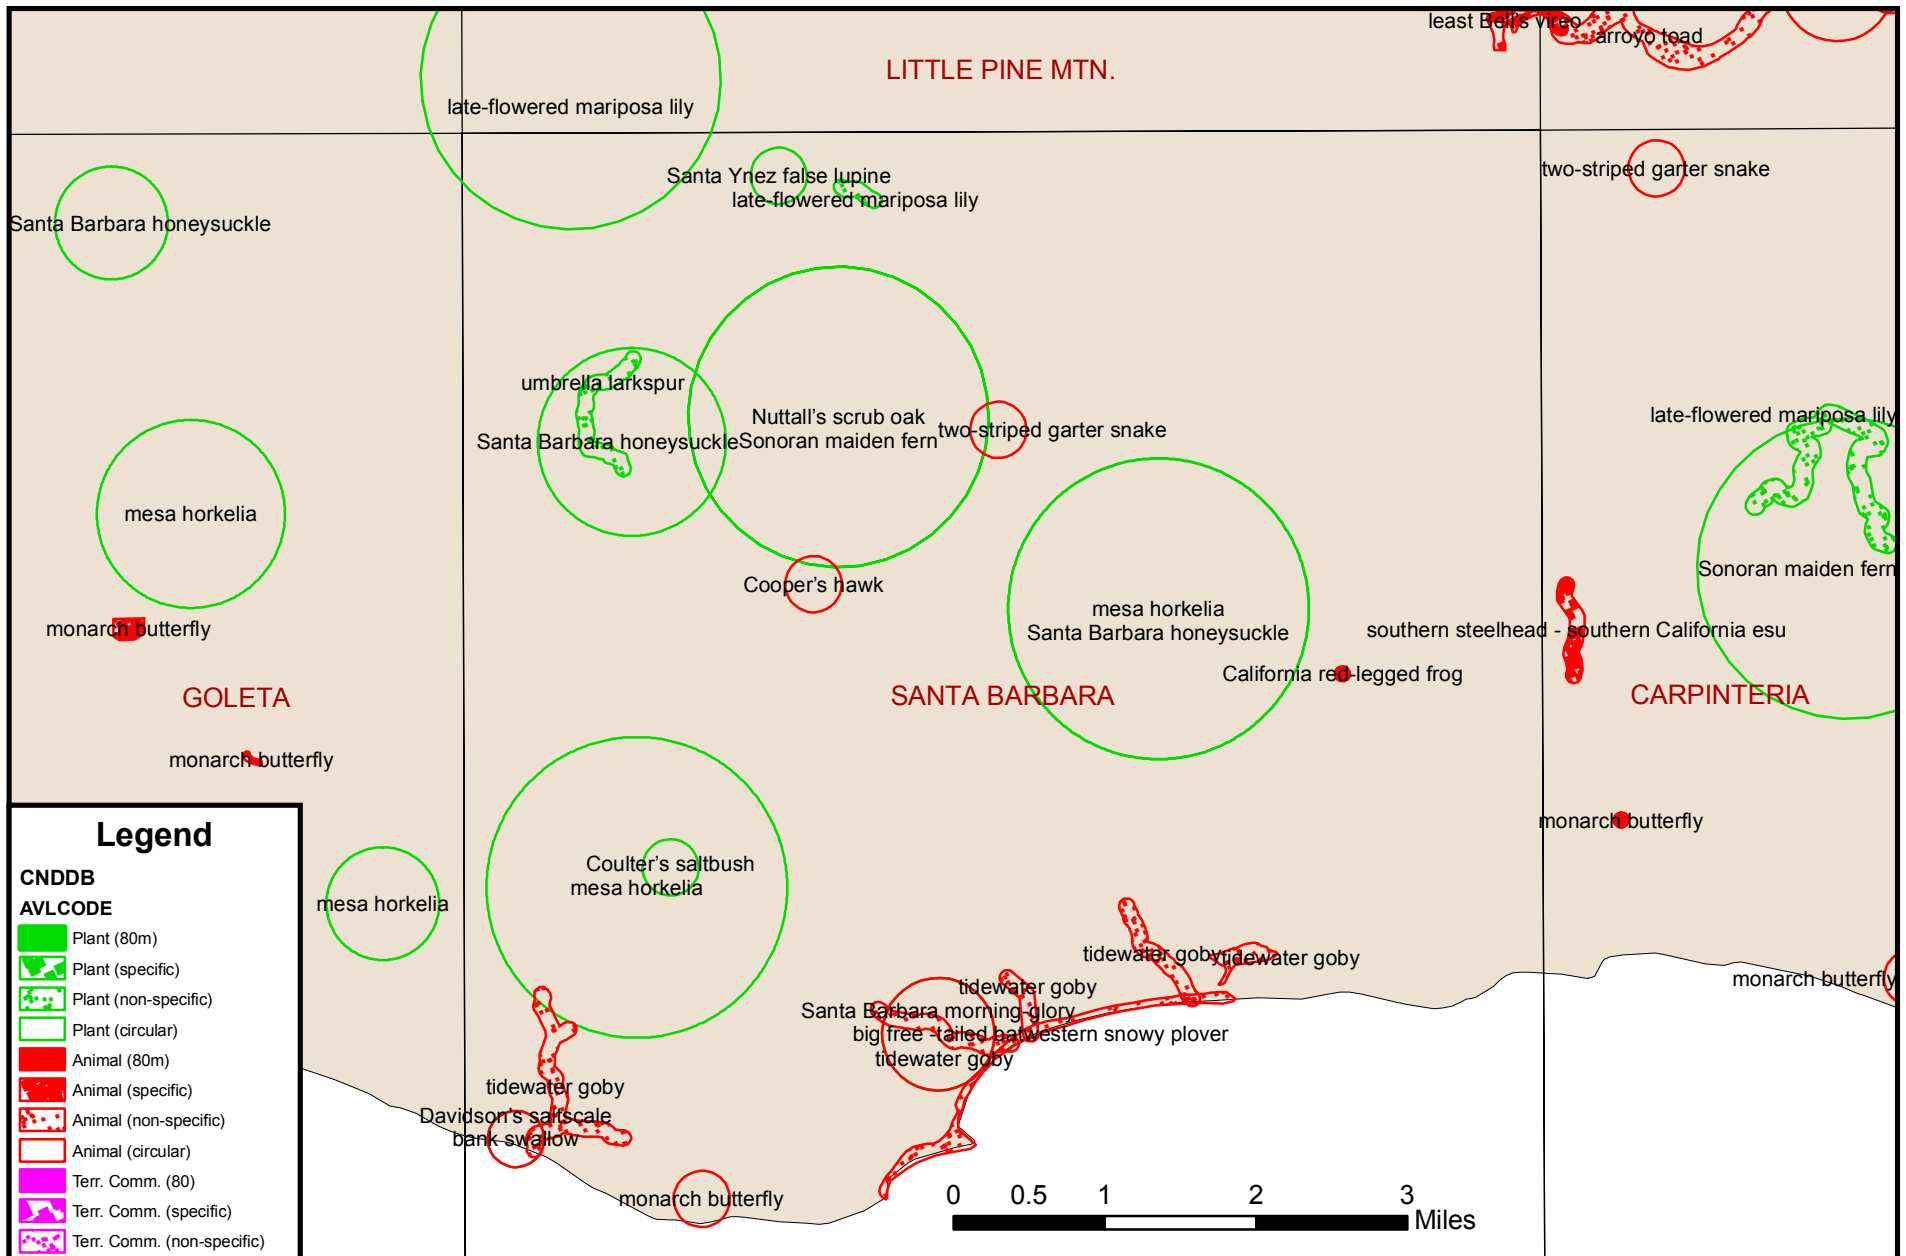 least Bell's vireo
arroyo toad
LITTLE PINE MTN.
late-flowered mariposa lily
two-striped garter snake
Santa Ynez false lupine
late-flowered mariposa lily
Santa Barbara honeysuckle
umbrella larkspur
Nuttall's scrub oak
late-flowered mariposa lily
Santa Barbara honeysuckle
Sonoran maiden fern
two-striped garter snake
mesa horkelia
Sonoran maiden fern
Cooper's hawk
mesa horkelia
Santa Barbara honeysuckle
monarch butterfly
southern steelhead - southern California esu
California red-legged frog
GOLETA
SANTA BARBARA
CARPINTERIA
monarch butterfly
monarch butterfly
Coulter's saltbush
mesa horkelia
mesa horkelia
tidewater goby
tidewater goby
monarch butterfly
tidewater goby
Santa Barbara morning-glory
big free -tailed bat
western snowy plover
tidewater goby
tidewater goby
Davidson's saltscale
bank swallow
monarch butterfly
0 0.5 1 2 3
Miles
Legend
CNDDB
AVLCODE
Plant (80m)
Plant (specific)
Plant (non-specific)
Plant (circular)
Animal (80m)
Animal (specific)
Animal (non-specific)
Animal (circular)
Terr. Comm. (80)
Terr. Comm. (specific)
Terr. Comm. (non-specific)